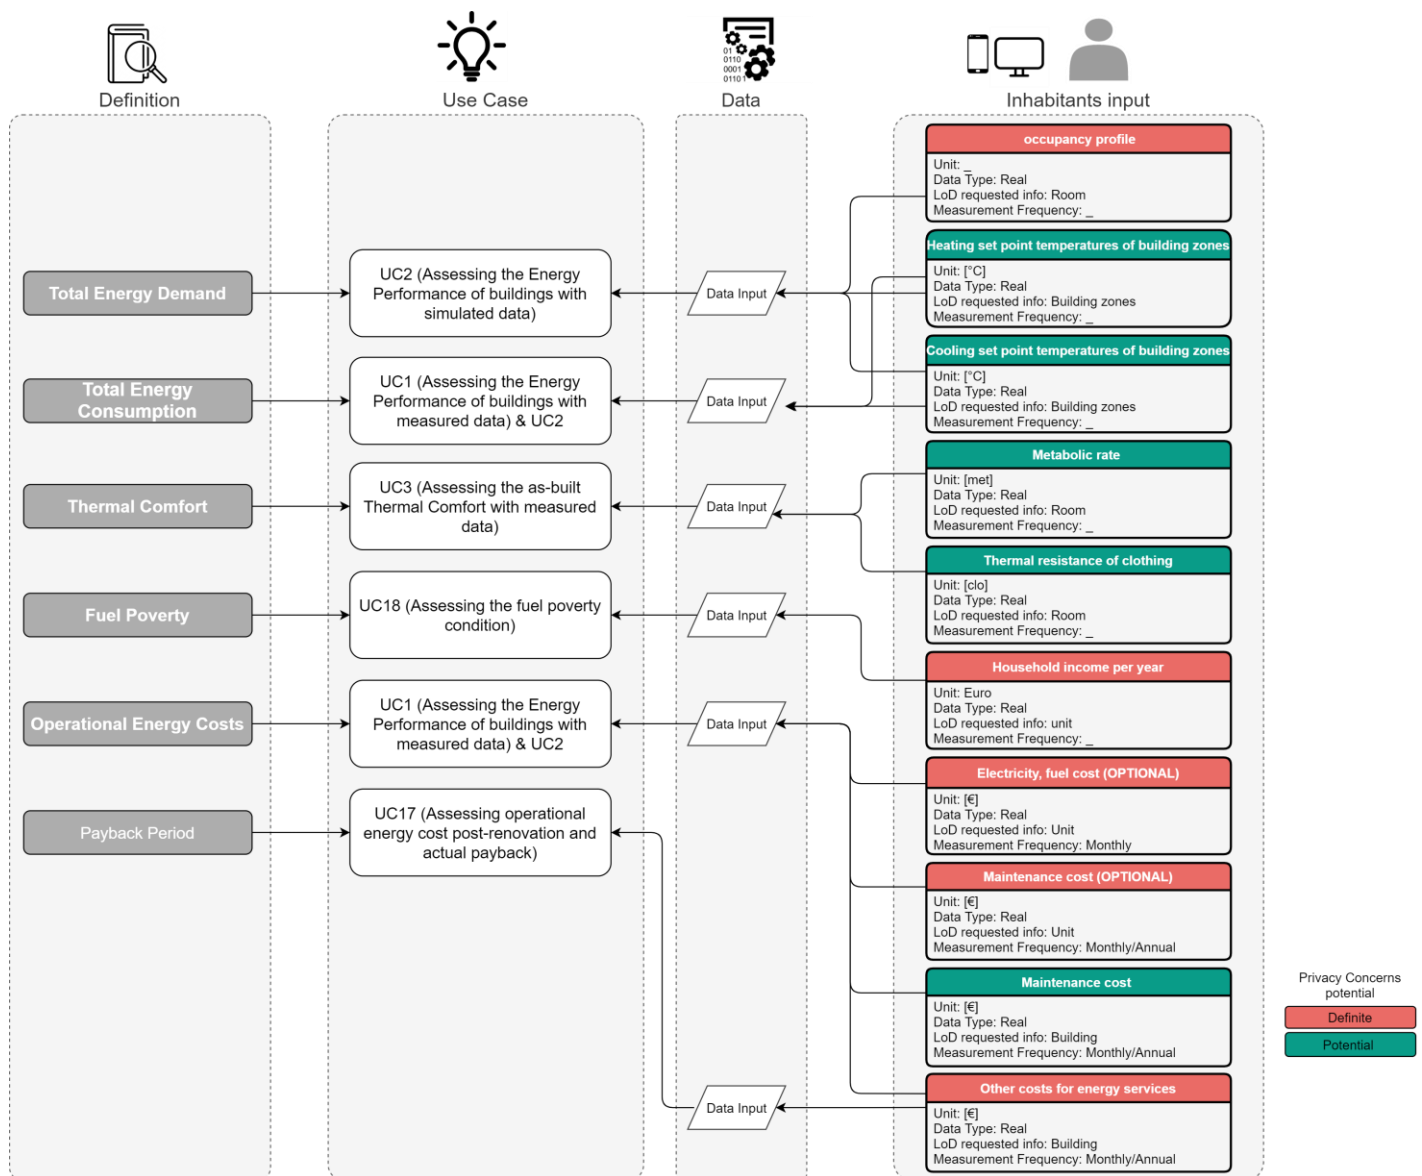 Definition
Use Case
Data
Inhabitants input
01
0110
0001
01101
Total Energy Demand
Total Energy
Consumption
Thermal Comfort
Fuel Poverty
Operational Energy Costs
Payback Period
UC2 (Assessing the Energy
Performance of buildings with
simulated data)
UC1 (Assessing the Energy
Performance of buildings with
measured data) & UC2
UC3 (Assessing the as-built
Thermal Comfort with measured
data)
UC18 (Assessing the fuel poverty
condition)
UC1 (Assessing the Energy
Performance of buildings with
measured data) & UC2
UC17 (Assessing operational
energy cost post-renovation and
actual payback)
Data Input
Data Input
Data Input
Data Input
Data Input
Data Input
occupancy profile
Unit: _
Data Type: Real
LoD requested info: Room
Measurement Frequency: _
Heating set point temperatures of building zones
Unit: [°C]
Data Type: Real
LoD requested info: Building zones
Measurement Frequency: _
Cooling set point temperatures of building zones
Unit: [°C]
Data Type: Real
LoD requested info: Building zones
Measurement Frequency: _
Metabolic rate
Unit: [met]
Data Type: Real
LoD requested info: Room
Measurement Frequency: _
Thermal resistance of clothing
Unit: [clo]
Data Type: Real
LoD requested info: Room
Measurement Frequency: _
Household income per year
Unit: Euro
Data Type: Real
LoD requested info: unit
Measurement Frequency: _
Electricity, fuel cost (OPTIONAL)
Unit: [€]
Data Type: Real
LoD requested info: Unit
Measurement Frequency: Monthly
Maintenance cost (OPTIONAL)
Unit: [€]
Data Type: Real
LoD requested info: Unit
Measurement Frequency: Monthly/Annual
Maintenance cost
Unit: [€]
Data Type: Real
LoD requested info: Building
Measurement Frequency: Monthly/Annual
Other costs for energy services
Unit: [€]
Data Type: Real
LoD requested info: Building
Measurement Frequency: Monthly/Annual
Privacy Concerns
potential
Definite
Potential